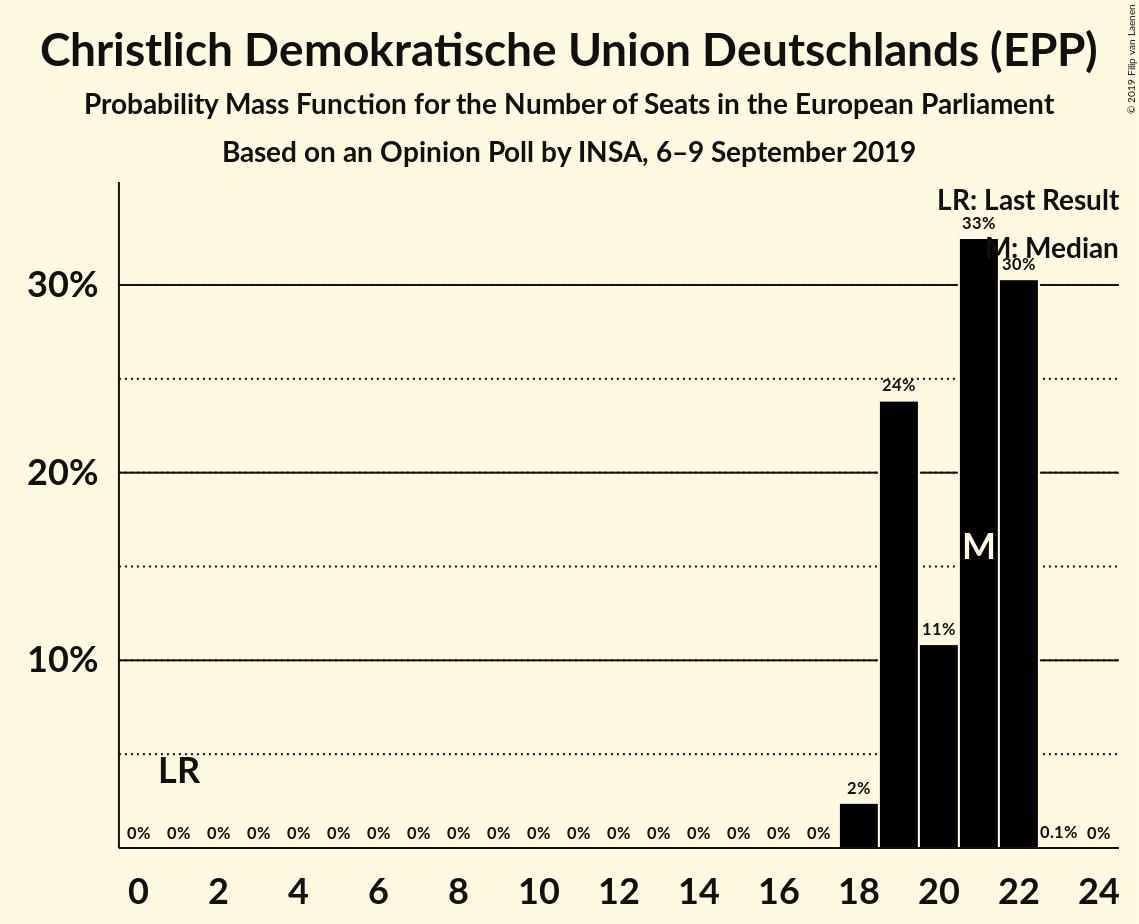 Christlich Demokratische Union Deutschlands (EPP)
Probability Mass Function for the Number of Seats in the European Parliament
Based on an Opinion Poll by INSA, 6–9 September 2019
© 2019 Filip van Laenen
LR: Last Result
M: Median
33%
30%
30%
24%
20%
M
11%
10%
LR
2%
0% 0% 0% 0% 0% 0% 0% 0% 0% 0% 0% 0% 0% 0% 0% 0% 0% 0% 0.1% 0%
0 2 4 6 8 10 12 14 16 18 20 22 24